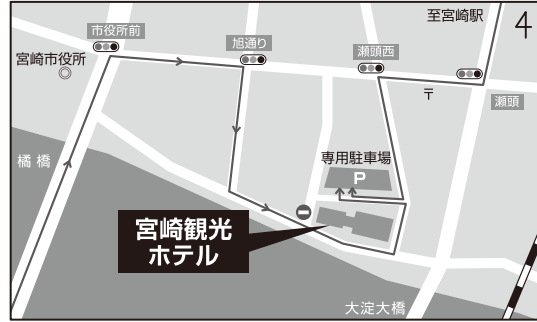 市役所前
旭通り
瀬頭西
至宮崎駅
4
宮崎市役所
〒
瀬頭
橘橋
専用駐車場
P
宮崎観光
ホテル
大淀大橋